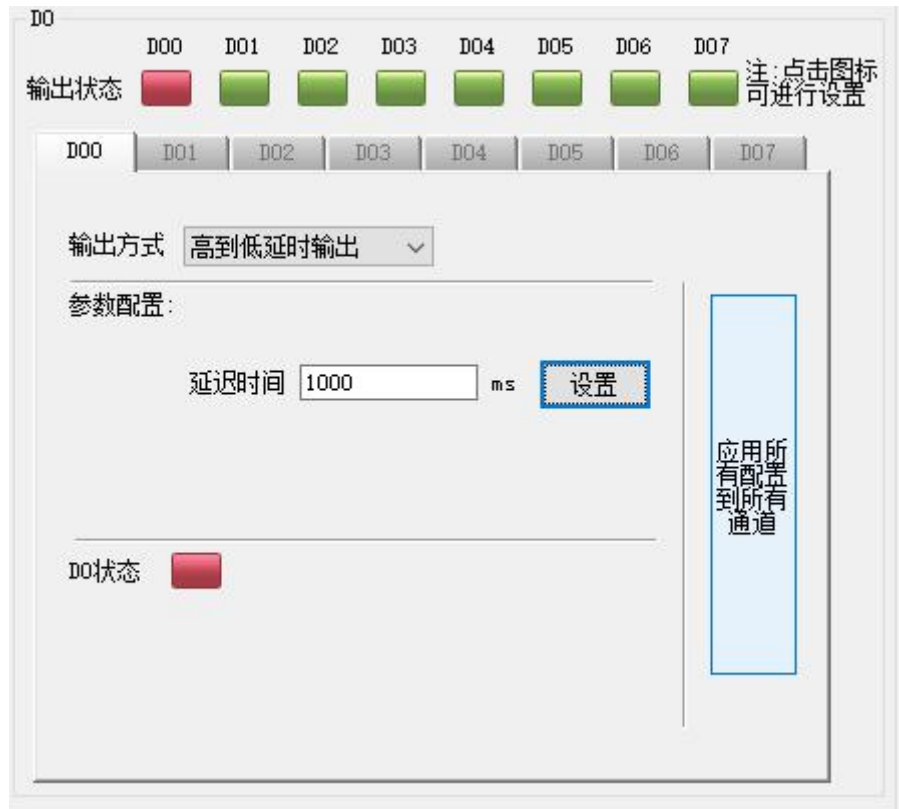 DO
DO0 DO1 DO2 DO3 DO4 DO5 DO6 DO7
输出状态
注:点击图标
可进行设置
DO0 DO1 DO2 DO3 DO4 DO5 DO6 DO7
输出方式 高到低延时输出
参数配置:
延迟时间 1000 ms 设置
应用所
有配置
到所有
通道
DO状态